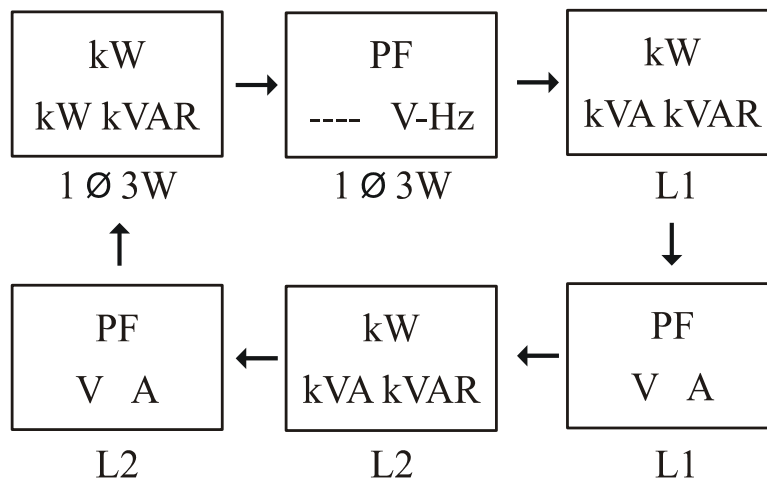 kW
kW kVAR
1 Ø 3W
PF
---- V-Hz
1 Ø 3W
kW
kVA kVAR
L1
PF
V A
L1
kW
kVA kVAR
L2
PF
V A
L2